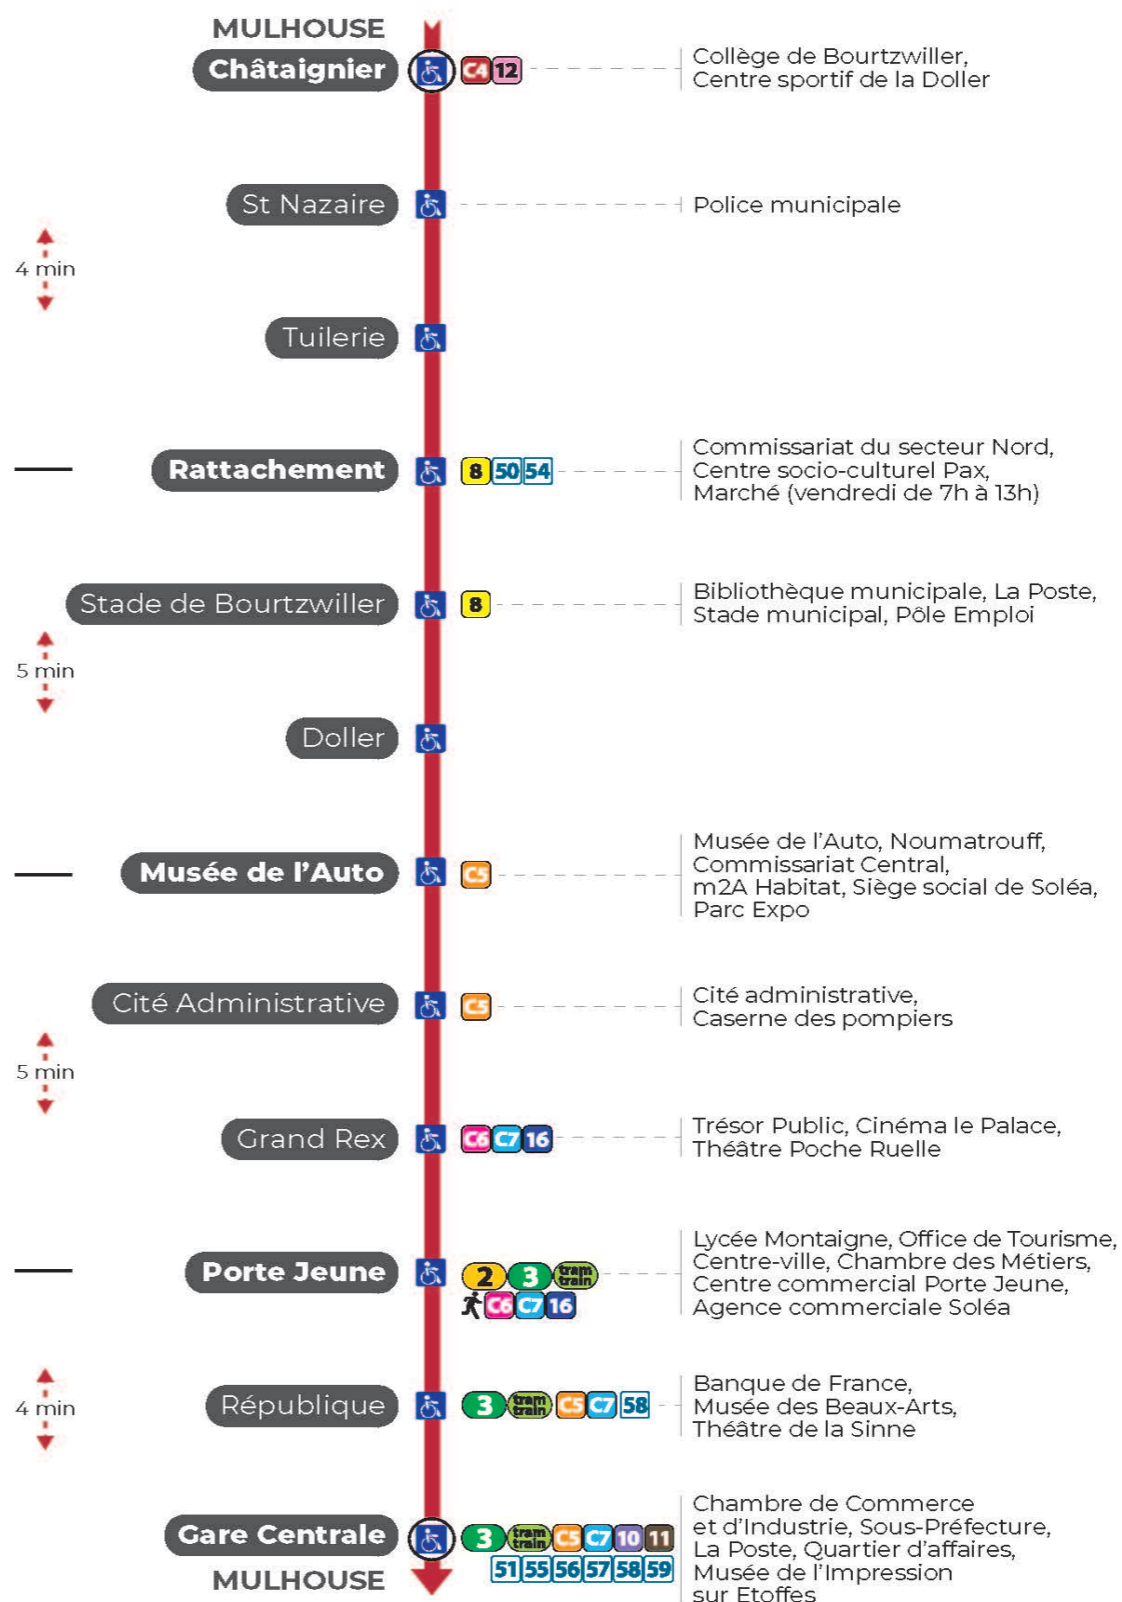 MULHOUSE
Châtaignier
C4 12
Collège de Bourtzwiller,
Centre sportif de la Doller
St Nazaire
Police municipale
4 min
Tuilerie
Rattachement
8 50 54
Commissariat du secteur Nord,
Centre socio-culturel Pax,
Marché (vendredi de 7h à 13h)
Stade de Bourtzwiller
8
Bibliothèque municipale, La Poste,
Stade municipal, Pôle Emploi
5 min
Doller
Musée de l'Auto
C5
Musée de l'Auto, Noumatrouff,
Commissariat Central,
m2A Habitat, Siège social de Soléa,
Parc Expo
Cité Administrative
C5
Cité administrative,
Caserne des pompiers
5 min
Grand Rex
C6 C7 16
Trésor Public, Cinéma le Palace,
Théâtre Poche Ruelle
Porte Jeune
2 3 tram train
C6 C7 16
Lycée Montaigne, Office de Tourisme,
Centre-ville, Chambre des Métiers,
Centre commercial Porte Jeune,
Agence commerciale Soléa
4 min
République
3 tram train C5 C7 58
Banque de France,
Musée des Beaux-Arts,
Théâtre de la Sinne
Gare Centrale
MULHOUSE
3 tram train C5 C7 10 11
51 55 56 57 58 59
Chambre de Commerce
et d'Industrie, Sous-Préfecture,
La Poste, Quartier d'affaires,
Musée de l'Impression
sur Etoffes